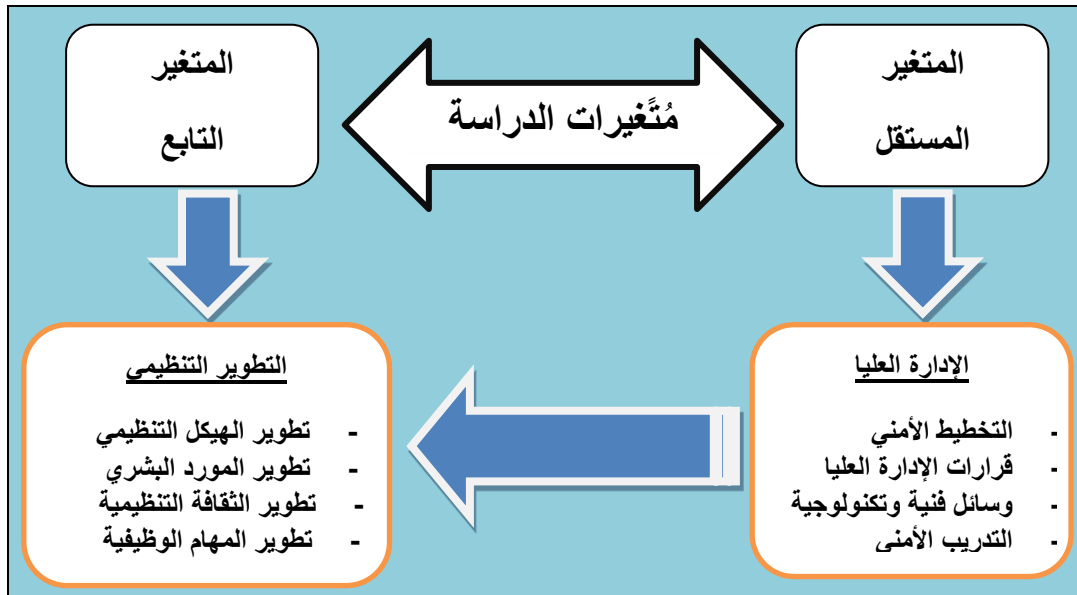 المتغير
المستقل
مُتًغيرات الدراسة
المتغير
التابع
الإدارة العليا
- التخطيط الأمني
- قرارات الإدارة العليا
- وسائل فنية وتكنولوجية
- التدريب الأمني
التطوير التنظيمي
- تطوير الهيكل التنظيمي
- تطوير المورد البشري
- تطوير الثقافة التنظيمية
- تطوير المهام الوظيفية